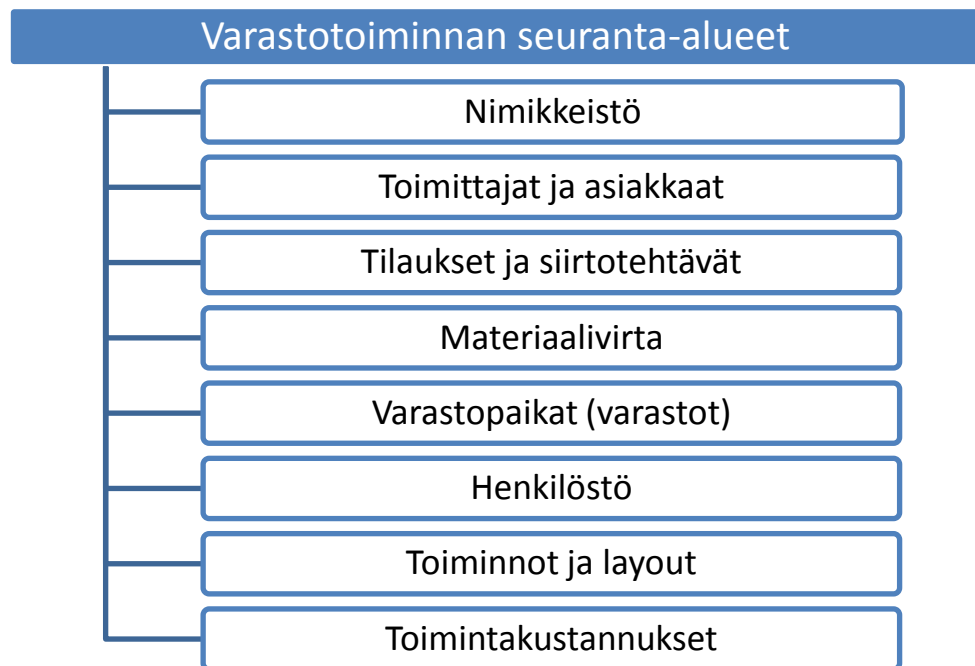 Varastotoiminnan seuranta-alueet
Nimikkeistö
Toimittajat ja asiakkaat
Tilaukset ja siirtotehtävät
Materiaalivirta
Varastopaikat (varastot)
Henkilöstö
Toiminnot ja layout
Toimintakustannukset